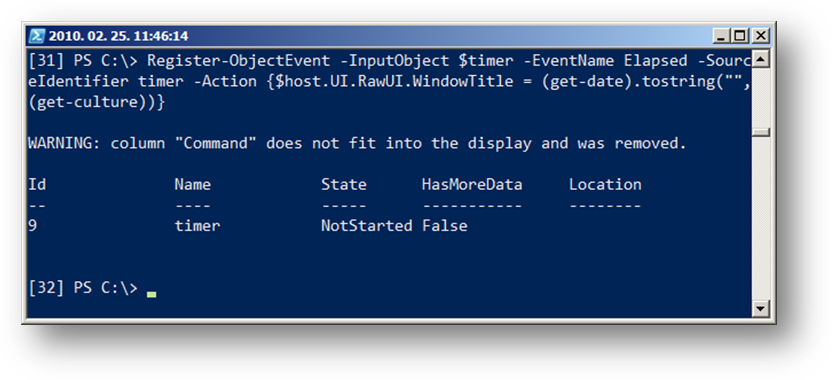 2010. 02. 25. 11:46:14
[31] PS C:\> Register-ObjectEvent -InputObject $timer -EventName Elapsed -Sourc
eIdentifier timer -Action {$host.UI.RawUI.WindowTitle = (get-date).tostring("",
(get-culture))}
WARNING: column "Command" does not fit into the display and was removed.
Id Name State HasMoreData Location
-- ---- ----- ----------- --------
9 timer NotStarted False
[32] PS C:\>